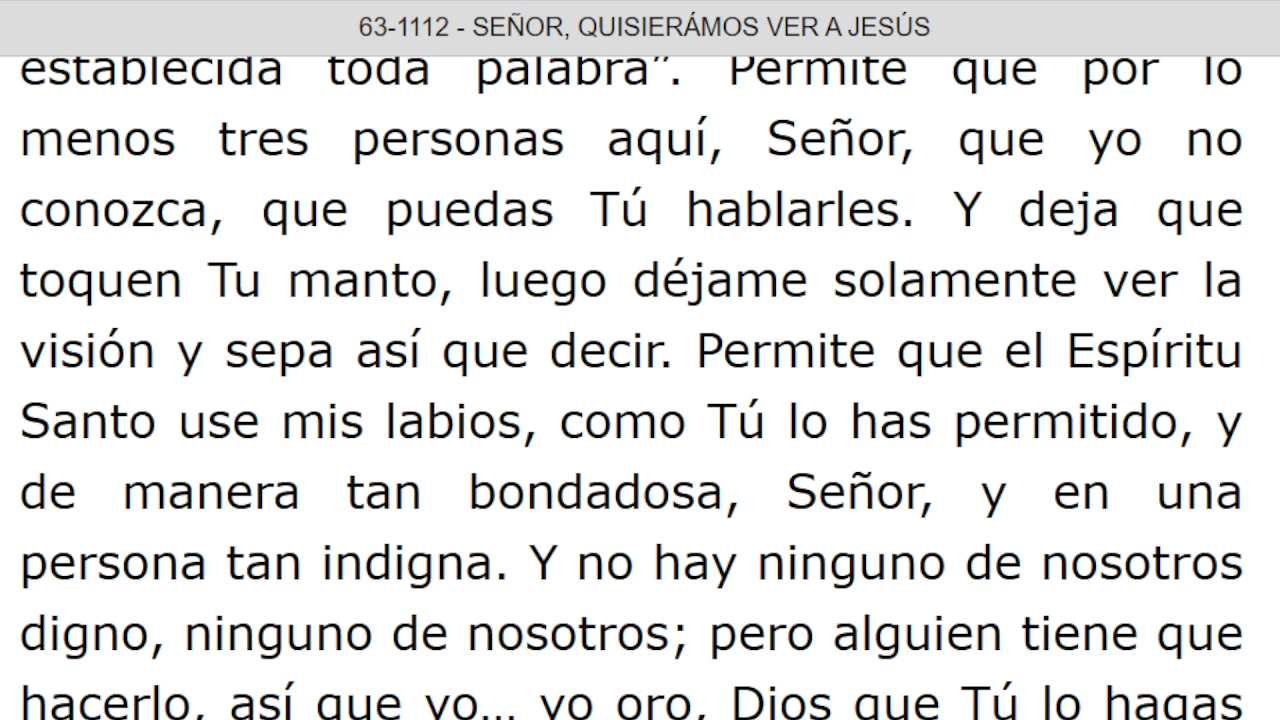 63-1112 - SEÑOR, QUISIERÁMOS VER A JESÚS
establecida toda palabra”. Permite que por lo
menos tres personas aquí, Señor, que yo no
conozca, que puedas Tú hablarles. Y deja que
toquen Tu manto, luego déjame solamente ver la
visión y sepa así que decir. Permite que el Espíritu
Santo use mis labios, como Tú lo has permitido, y
de manera tan bondadosa, Señor, y en una
persona tan indigna. Y no hay ninguno de nosotros
digno, ninguno de nosotros; pero alguien tiene que
hacerlo, así que yo... yo oro, Dios que Tú lo hagas